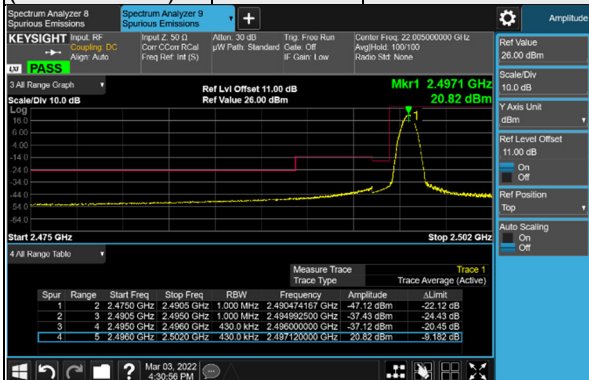 Spectrum Analyzer 8
Spurious Emissions
Spectrum Analyzer 9
Spurious Emissions
+
Amplitude
KEYSIGHT
Input: RF
Coupling: DC
Align: Auto
Input Z: 50 Ω
Corr CCorr RCal
Freq Ref: Int (S)
Atten: 30 dB
µW Path: Standard
Trig: Free Run
Gate: Off
IF Gain: Low
Center Freq: 22.005000000 GHz
Avg|Hold: 100/100
Radio Std: None
LXI PASS
3 All Range Graph
Scale/Div 10.0 dB
Ref Lvl Offset 11.00 dB
Ref Value 26.00 dBm
Mkr1 2.4971 GHz
20.82 dBm
Log
16.0
6.00
-4.00
-14.0
-24.0
-34.0
-44.0
-54.0
-64.0
1
Start 2.475 GHz
Stop 2.502 GHz
4 All Range Table
Measure Trace Trace 1
Trace Type Trace Average (Active)
Spur Range Start Freq Stop Freq RBW Frequency Amplitude ΔLimit
1 2 2.4750 GHz 2.4905 GHz 1.000 MHz 2.490474167 GHz -47.12 dBm -22.12 dB
2 3 2.4905 GHz 2.4950 GHz 1.000 MHz 2.494992500 GHz -37.43 dBm -24.43 dB
3 4 2.4950 GHz 2.4960 GHz 430.0 kHz 2.496000000 GHz -37.12 dBm -20.45 dB
4 5 2.4960 GHz 2.5020 GHz 430.0 kHz 2.497120000 GHz 20.82 dBm -9.182 dB
Ref Value
26.00 dBm
Scale/Div
10.0 dB
Y Axis Unit
dBm
Ref Level Offset
11.00 dB
On
Off
Ref Position
Top
Auto Scaling
On
Off
?
Mar 03, 2022
4:30:56 PM